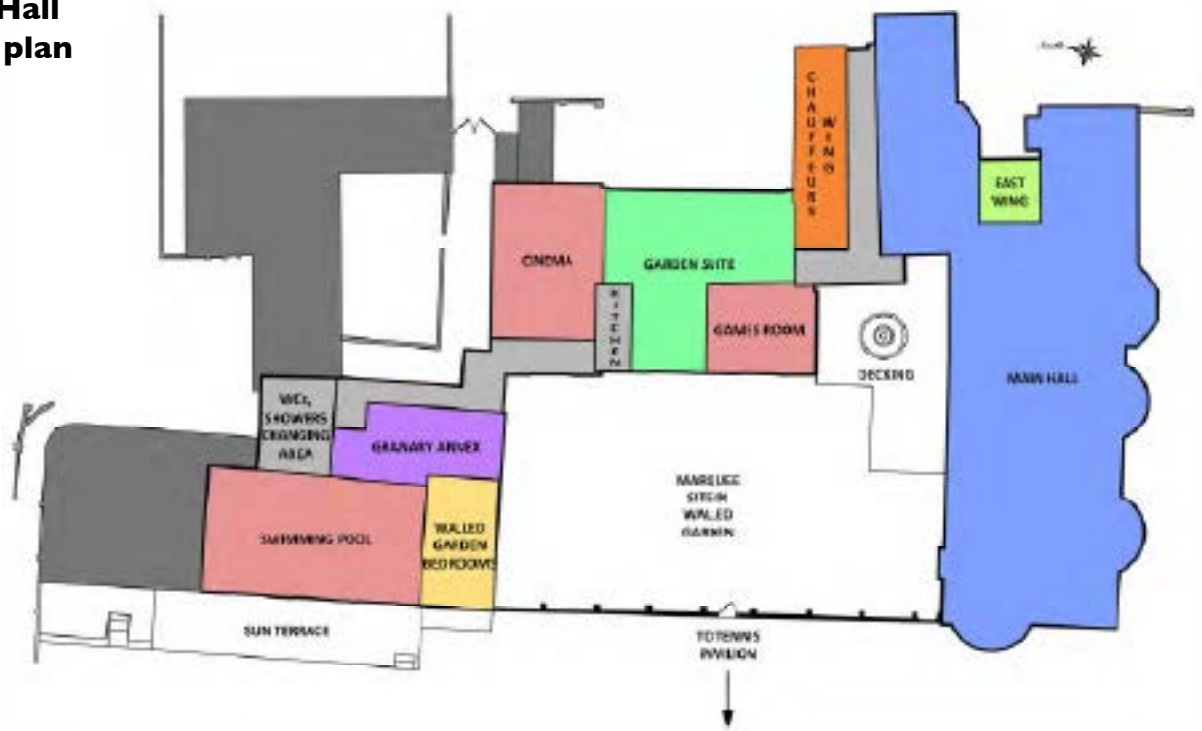 Hall
plan
CHAUFFEURS
WING
EAST
WING
CINEMA
GARDEN SUITE
KITCHEN
GAMES ROOM
DECKING
MAIN HALL
WCs,
SHOWERS
CHANGING
AREA
GRANARY ANNEX
MARQUEE
SITE IN
WALLED
GARDEN
SWIMMING POOL
WALLED
GARDEN
BEDROOMS
SUN TERRACE
TO TENNIS
PAVILION